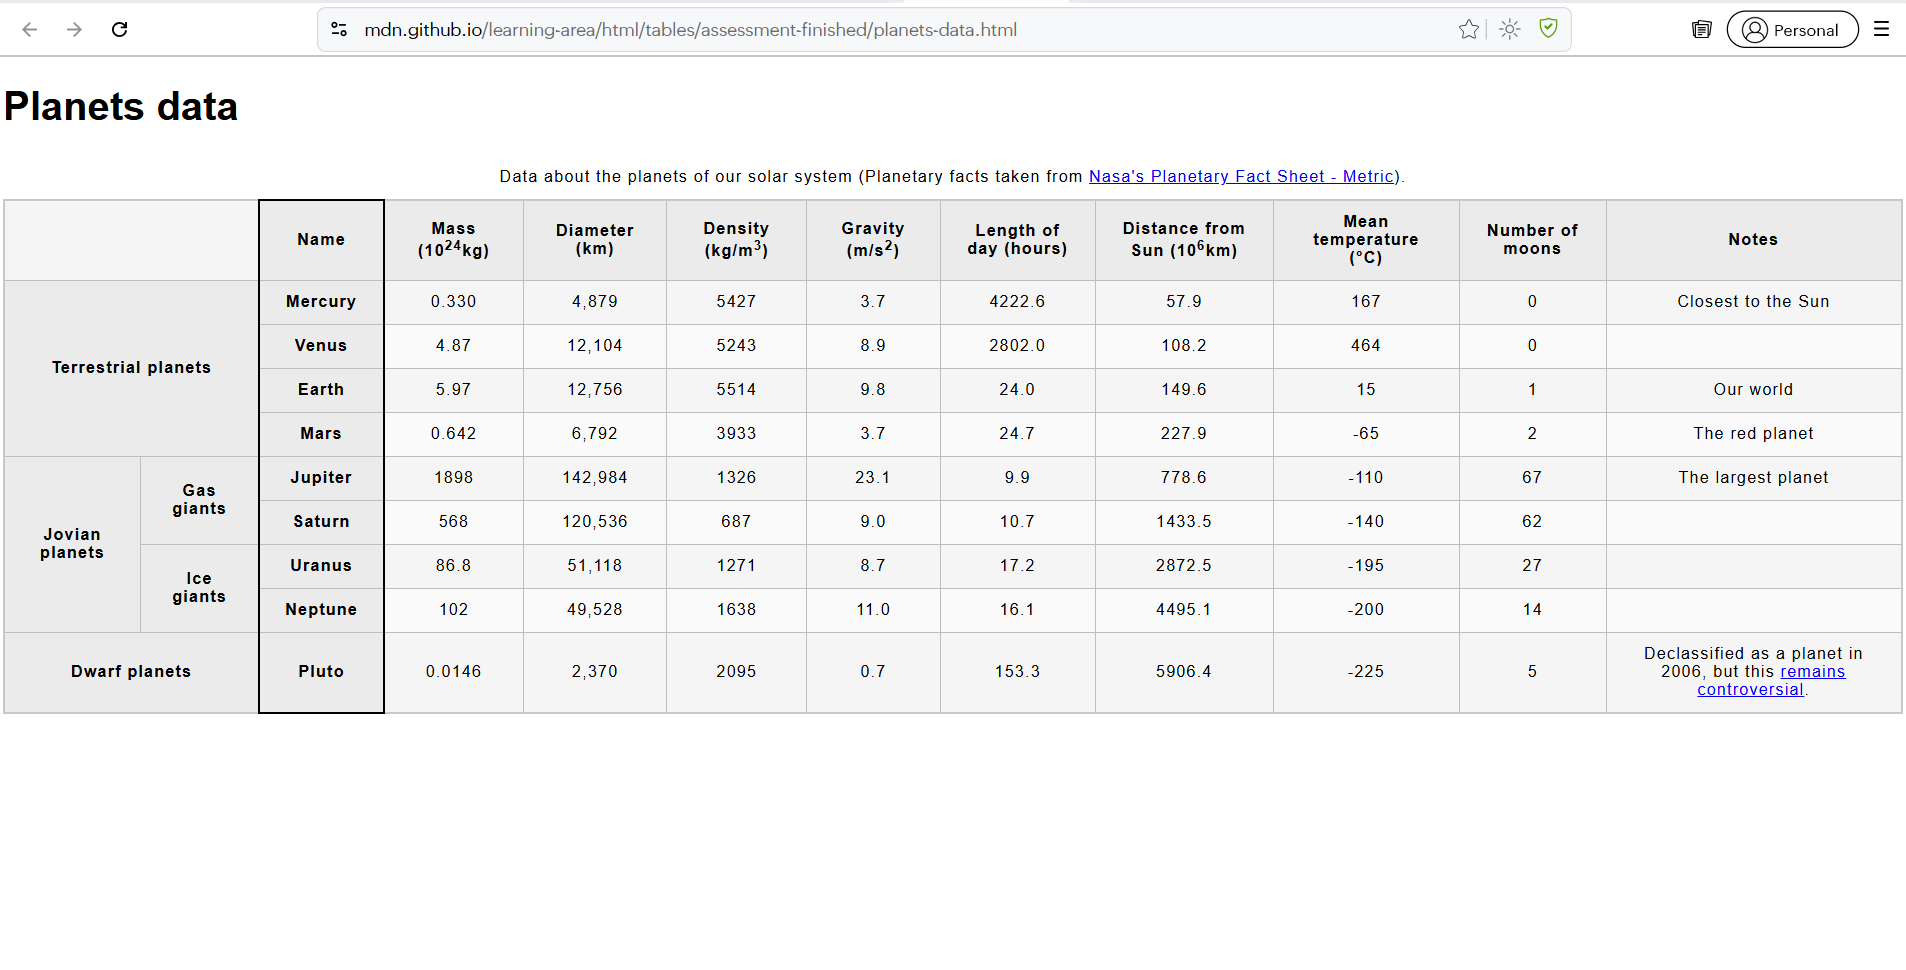 mdn.github.io/learning-area/html/tables/assessment-finished/planets-data.html
Personal
Planets data
Data about the planets of our solar system (Planetary facts taken from Nasa's Planetary Fact Sheet - Metric).
Name
Mass
(10²⁴kg)
Diameter
(km)
Density
(kg/m³)
Gravity
(m/s²)
Length of
day (hours)
Distance from
Sun (10⁶km)
Mean
temperature
(°C)
Number of
moons
Notes
Terrestrial planets
Mercury 0.330 4,879 5427 3.7 4222.6 57.9 167 0 Closest to the Sun
Venus 4.87 12,104 5243 8.9 2802.0 108.2 464 0
Earth 5.97 12,756 5514 9.8 24.0 149.6 15 1 Our world
Mars 0.642 6,792 3933 3.7 24.7 227.9 -65 2 The red planet
Jovian
planets
Gas
giants
Jupiter 1898 142,984 1326 23.1 9.9 778.6 -110 67 The largest planet
Saturn 568 120,536 687 9.0 10.7 1433.5 -140 62
Ice
giants
Uranus 86.8 51,118 1271 8.7 17.2 2872.5 -195 27
Neptune 102 49,528 1638 11.0 16.1 4495.1 -200 14
Dwarf planets
Pluto 0.0146 2,370 2095 0.7 153.3 5906.4 -225 5
Declassified as a planet in
2006, but this remains
controversial.